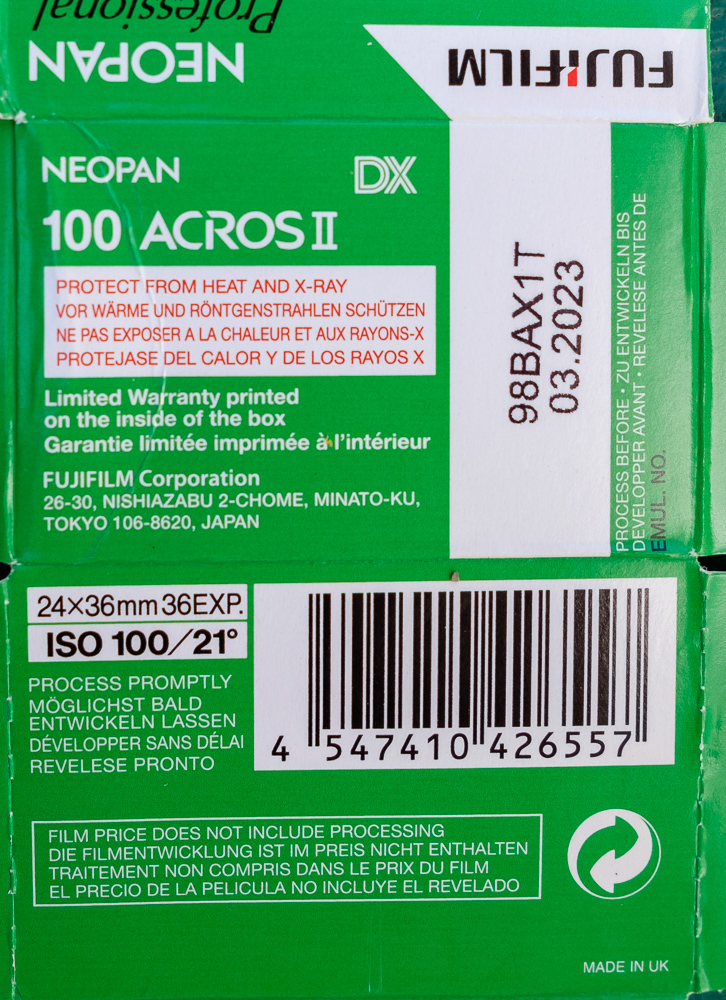 Professional
NEOPAN
FUJIFILM
NEOPAN
DX
100 ACROS II
PROTECT FROM HEAT AND X-RAY
VOR WÄRME UND RÖNTGENSTRAHLEN SCHÜTZEN
NE PAS EXPOSER A LA CHALEUR ET AUX RAYONS-X
PROTEJASE DEL CALOR Y DE LOS RAYOS X
Limited Warranty printed
on the inside of the box
Garantie limitée imprimée à l'intérieur
FUJIFILM Corporation
26-30, NISHIAZABU 2-CHOME, MINATO-KU,
TOKYO 106-8620, JAPAN
98BAX1T
03.2023
PROCESS BEFORE • ZU ENTWICKELN BIS
DEVELOPPER AVANT • REVELESE ANTES DE
EMUL. NO.
24×36mm 36EXP.
ISO 100/21°
PROCESS PROMPTLY
MÖGLICHST BALD
ENTWICKELN LASSEN
DÉVELOPPER SANS DÉLAI
REVELESE PRONTO
4 547410 426557
FILM PRICE DOES NOT INCLUDE PROCESSING
DIE FILMENTWICKLUNG IST IM PREIS NICHT ENTHALTEN
TRAITEMENT NON COMPRIS DANS LE PRIX DU FILM
EL PRECIO DE LA PELICULA NO INCLUYE EL REVELADO
MADE IN UK